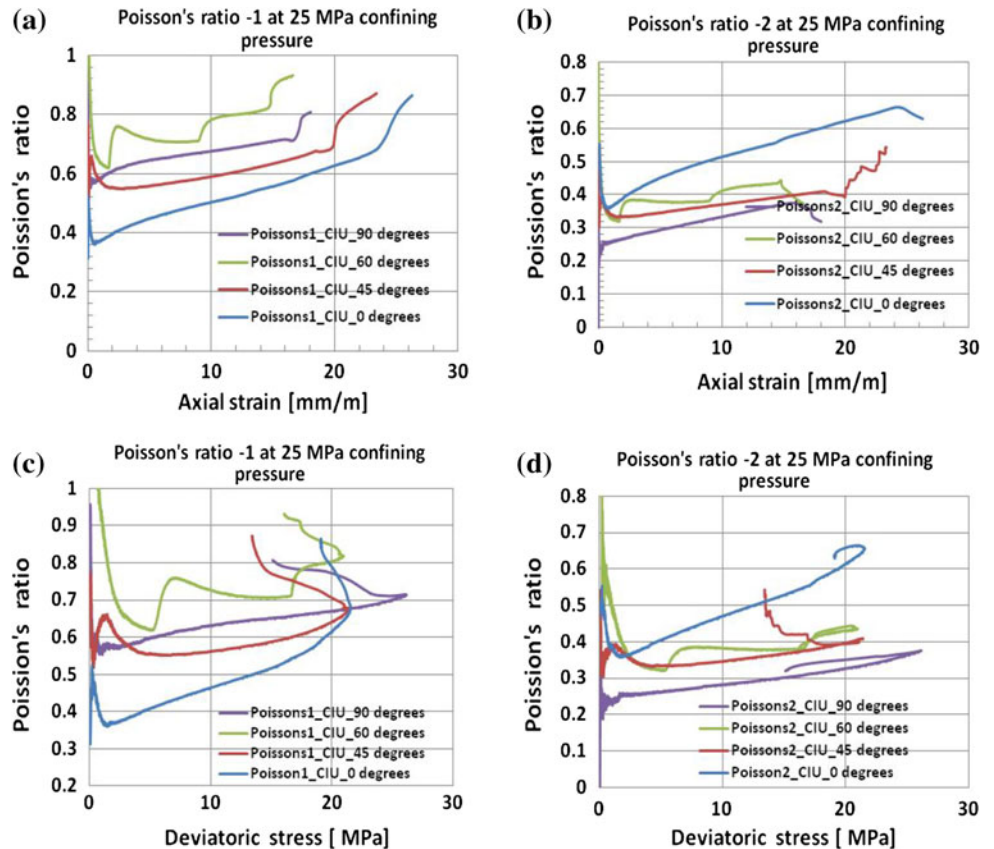 (a)
Poisson's ratio -1 at 25 MPa confining
pressure
Poission's ratio
1
0.8
0.6
0.4
0.2
0
Poissons1_CIU_90 degrees
Poissons1_CIU_60 degrees
Poissons1_CIU_45 degrees
Poissons1_CIU_0 degrees
0 10 20 30
Axial strain [mm/m]
(b)
Poisson's ratio -2 at 25 MPa confining
pressure
Poission's ratio
0.8
0.7
0.6
0.5
0.4
0.3
0.2
0.1
0
Poissons2_CIU_90 degrees
Poissons2_CIU_60 degrees
Poissons2_CIU_45 degrees
Poissons2_CIU_0 degrees
0 10 20 30
Axial strain [mm/m]
(c)
Poisson's ratio -1 at 25 MPa confining
pressure
Poission's ratio
1
0.9
0.8
0.7
0.6
0.5
0.4
0.3
0.2
Poissons1_CIU_90 degrees
Poissons1_CIU_60 degrees
Poissons1_CIU_45 degrees
Poisson1_CIU_0 degrees
0 10 20 30
Deviatoric stress [ MPa]
(d)
Poisson's ratio -2 at 25 MPa confining
pressure
Poission's ratio
0.8
0.7
0.6
0.5
0.4
0.3
0.2
0.1
0
Poissons2_CIU_90 degrees
Poissons2_CIU_60 degrees
Poissons2_CIU_45 degrees
Poisson2_CIU_0 degrees
0 10 20 30
Deviatoric stress [ MPa]